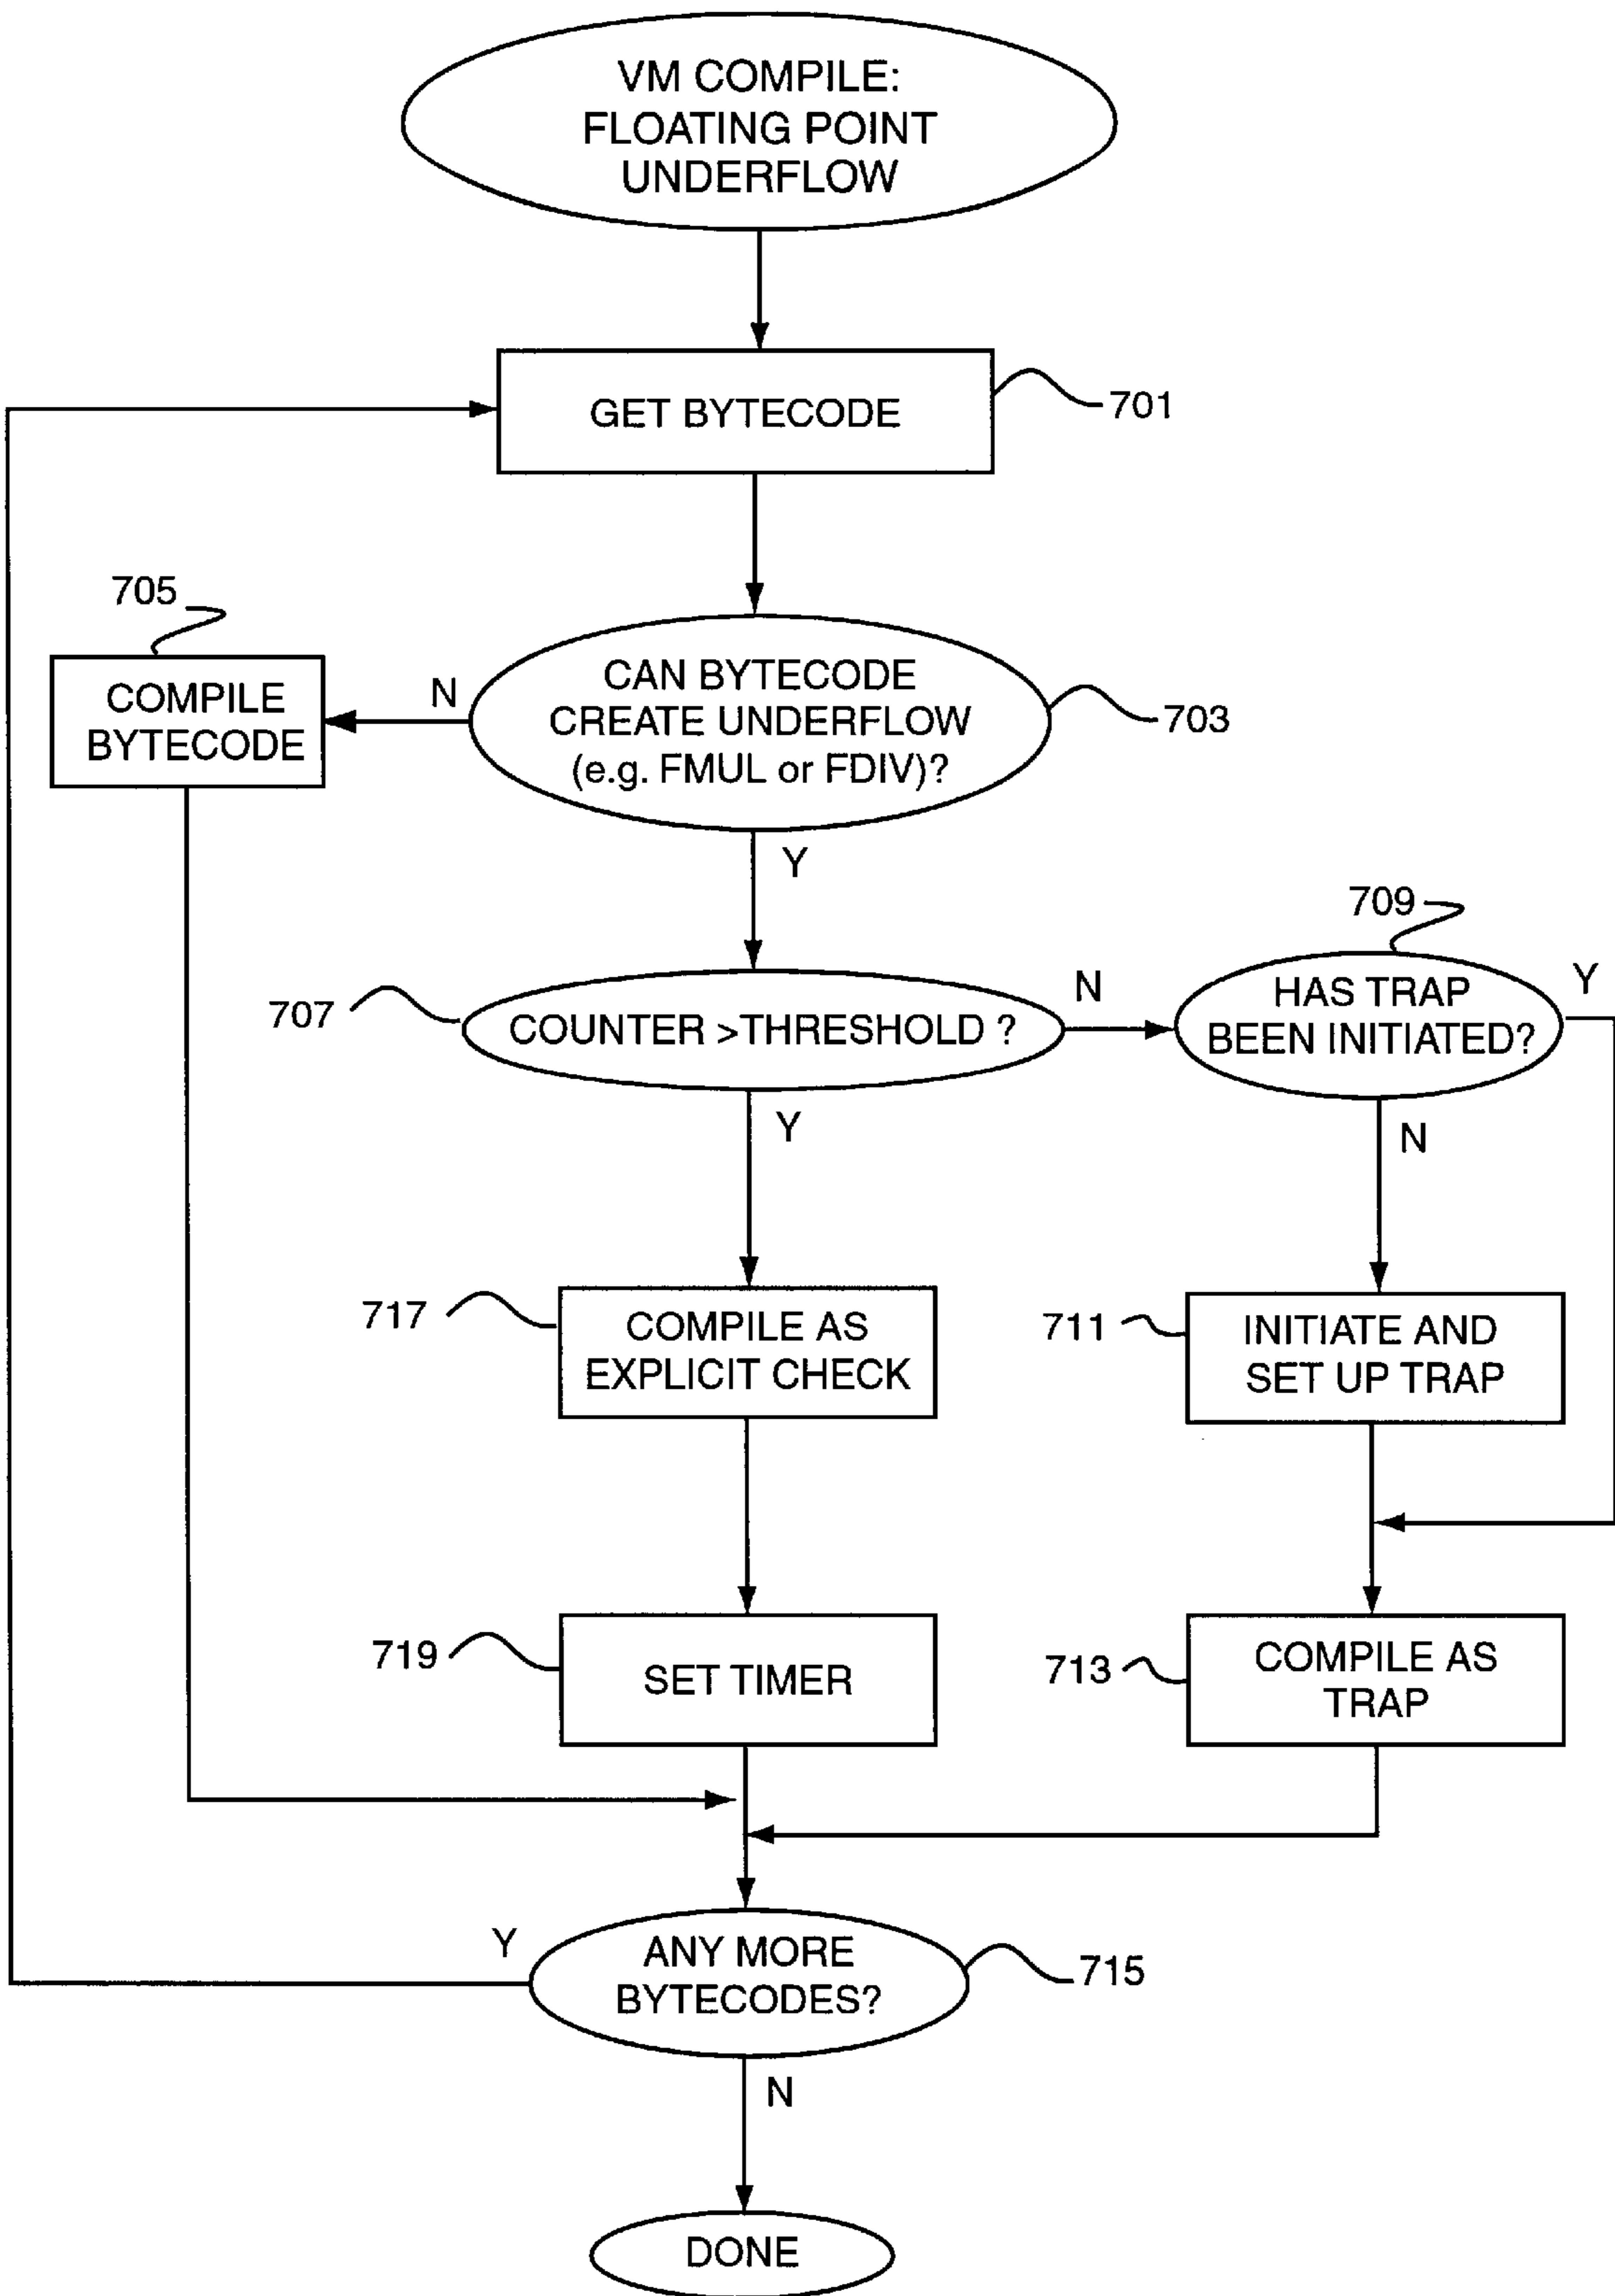 VM COMPILE:
FLOATING POINT
UNDERFLOW
GET BYTECODE
701
705
COMPILE
BYTECODE
N
CAN BYTECODE
CREATE UNDERFLOW
(e.g. FMUL or FDIV)?
703
Y
709
707
COUNTER >THRESHOLD ?
N
HAS TRAP
BEEN INITIATED?
Y
Y
N
717
COMPILE AS
EXPLICIT CHECK
711
INITIATE AND
SET UP TRAP
719
SET TIMER
713
COMPILE AS
TRAP
Y
ANY MORE
BYTECODES?
715
N
DONE